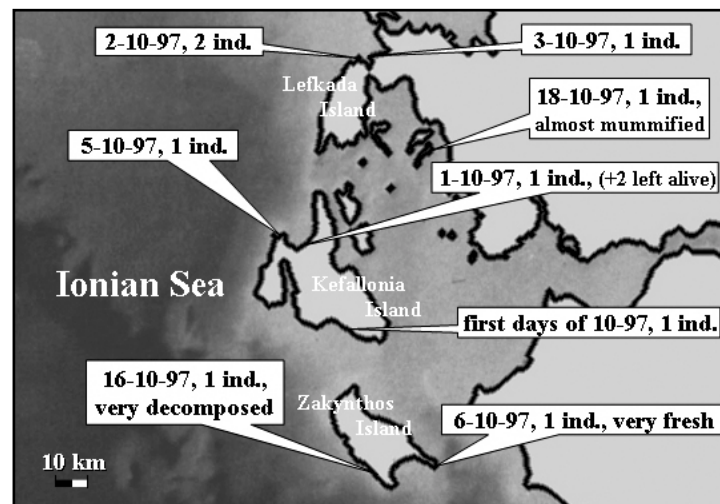 2-10-97, 2 ind.
3-10-97, 1 ind.
Lefkada
Island
18-10-97, 1 ind.,
almost mummified
5-10-97, 1 ind.
1-10-97, 1 ind., (+2 left alive)
Ionian Sea
Kefallonia
Island
first days of 10-97, 1 ind.
16-10-97, 1 ind.,
very decomposed
Zakynthos
Island
6-10-97, 1 ind., very fresh
10 km